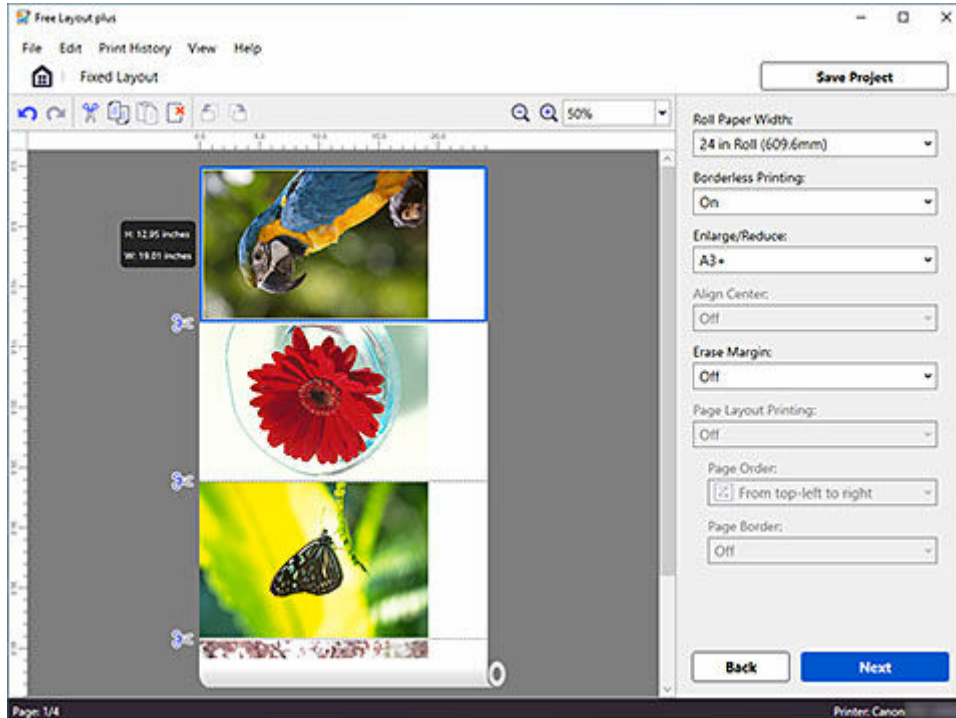 Free Layout plus
File Edit Print History View Help
Fixed Layout
Save Project
50%
Roll Paper Width:
24 in Roll (609.6mm)
Borderless Printing:
On
Enlarge/Reduce:
A3+
Align Center:
Off
Erase Margin:
Off
Page Layout Printing:
Off
Page Order:
From top-left to right
Page Border:
Off
H: 12.95 inches
W: 19.01 inches
Back
Next
Page: 1/4
Printer: Canon